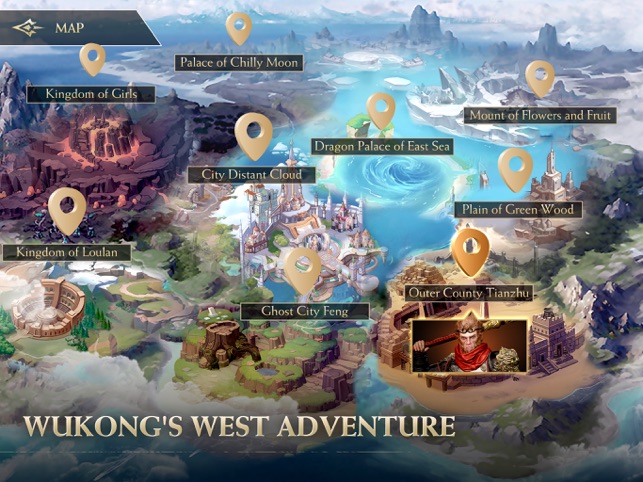 MAP
Palace of Chilly Moon
Kingdom of Girls
Mount of Flowers and Fruit
Dragon Palace of East Sea
City Distant Cloud
Plain of Green Wood
Kingdom of Loulan
Outer County Tianzhu
Ghost City Feng
WUKONG'S WEST ADVENTURE